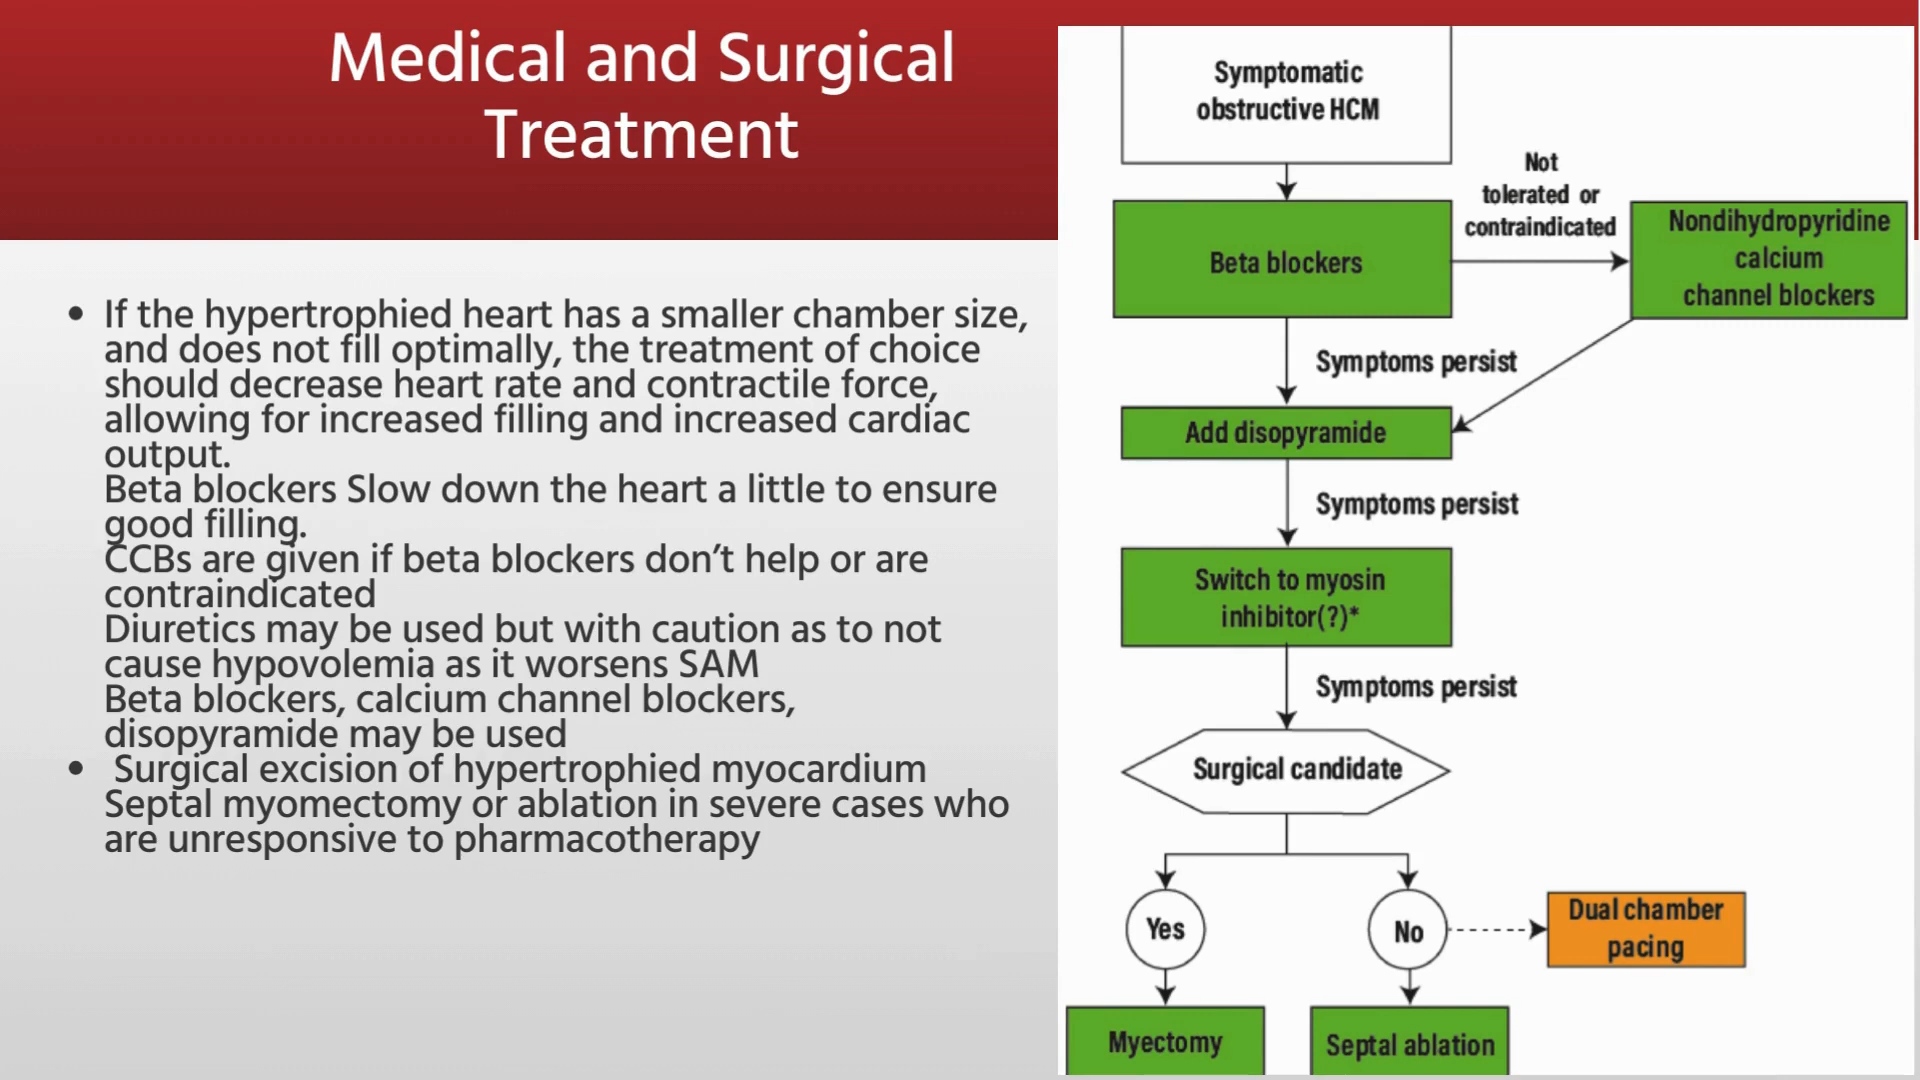 Medical and Surgical
Treatment
• If the hypertrophied heart has a smaller chamber size,
and does not fill optimally, the treatment of choice
should decrease heart rate and contractile force,
allowing for increased filling and increased cardiac
output.
Beta blockers Slow down the heart a little to ensure
good filling.
CCBs are given if beta blockers don’t help or are
contraindicated
Diuretics may be used but with caution as to not
cause hypovolemia as it worsens SAM
Beta blockers, calcium channel blockers,
disopyramide may be used
• Surgical excision of hypertrophied myocardium
Septal myomectomy or ablation in severe cases who
are unresponsive to pharmacotherapy
Symptomatic
obstructive HCM
Not
tolerated or
contraindicated
Beta blockers
Nondihydropyridine
calcium
channel blockers
Symptoms persist
Add disopyramide
Symptoms persist
Switch to myosin
inhibitor(?)*
Symptoms persist
Surgical candidate
Yes
No
Dual chamber
pacing
Myectomy
Septal ablation